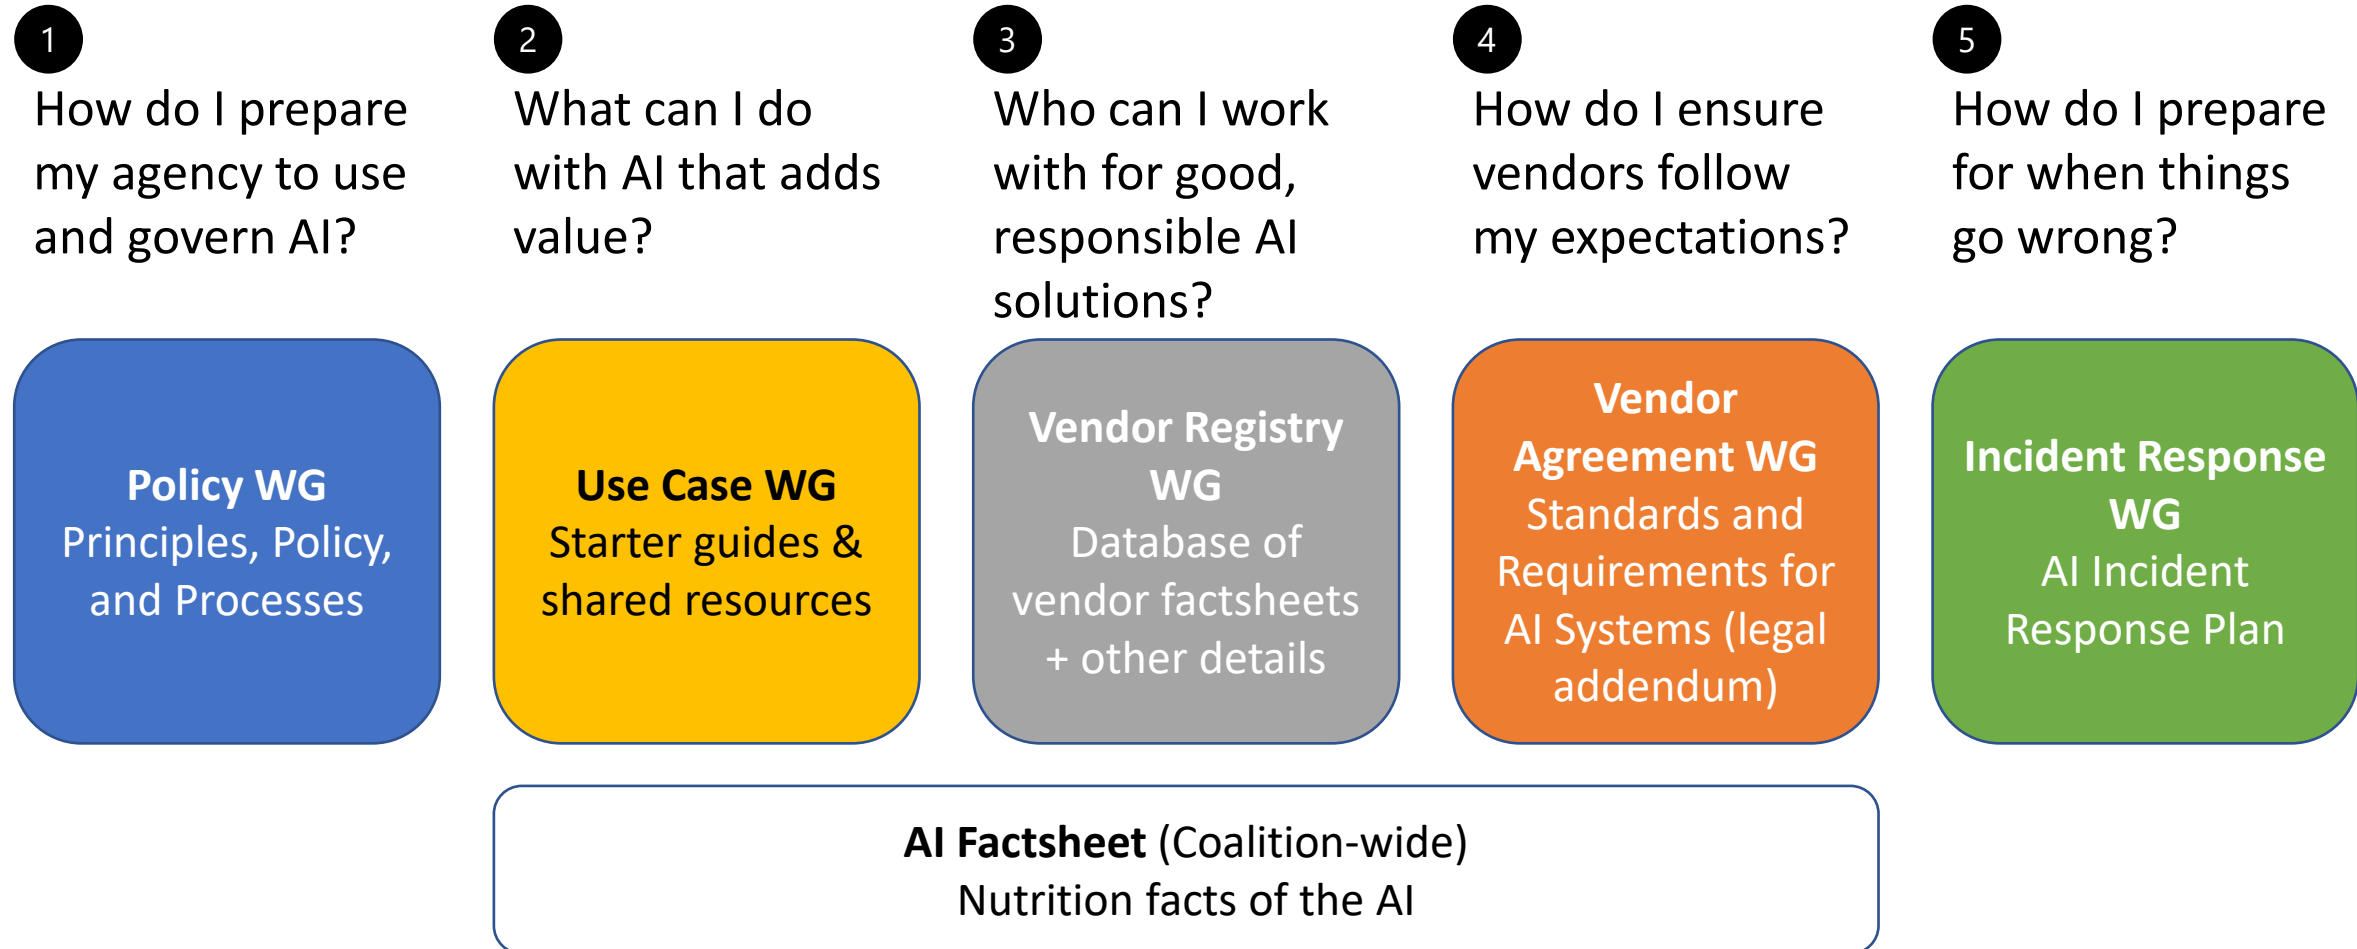 1
How do I prepare
my agency to use
and govern AI?
2
What can I do
with AI that adds
value?
3
Who can I work
with for good,
responsible AI
solutions?
4
How do I ensure
vendors follow
my expectations?
5
How do I prepare
for when things
go wrong?
Policy WG
Principles, Policy,
and Processes
Use Case WG
Starter guides &
shared resources
Vendor Registry
WG
Database of
vendor factsheets
+ other details
Vendor
Agreement WG
Standards and
Requirements for
AI Systems (legal
addendum)
Incident Response
WG
AI Incident
Response Plan
AI Factsheet (Coalition-wide)
Nutrition facts of the AI